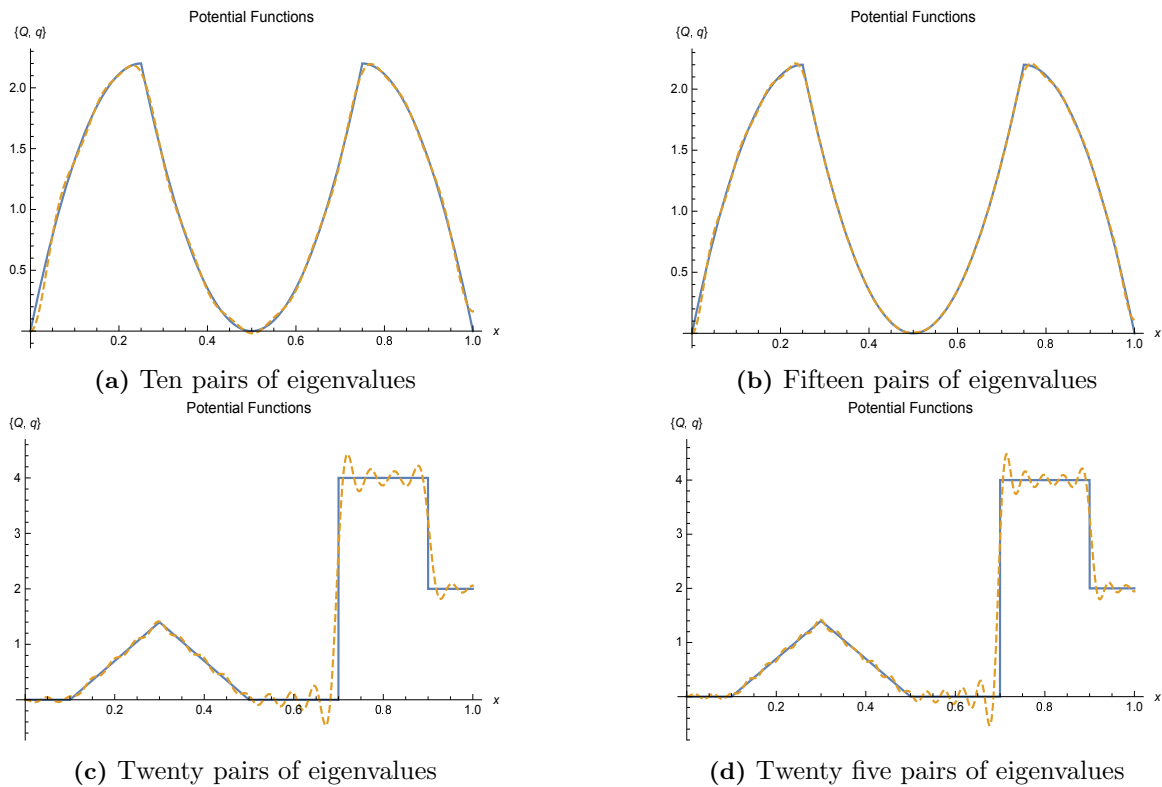 Potential Functions
{Q, q}
2.0
1.5
1.0
0.5
0.2 0.4 0.6 0.8 1.0 x
(a) Ten pairs of eigenvalues
Potential Functions
{Q, q}
2.0
1.5
1.0
0.5
0.2 0.4 0.6 0.8 1.0 x
(b) Fifteen pairs of eigenvalues
Potential Functions
{Q, q}
4
3
2
1
0.2 0.4 0.6 0.8 1.0 x
(c) Twenty pairs of eigenvalues
Potential Functions
{Q, q}
4
3
2
1
0.2 0.4 0.6 0.8 1.0 x
(d) Twenty five pairs of eigenvalues